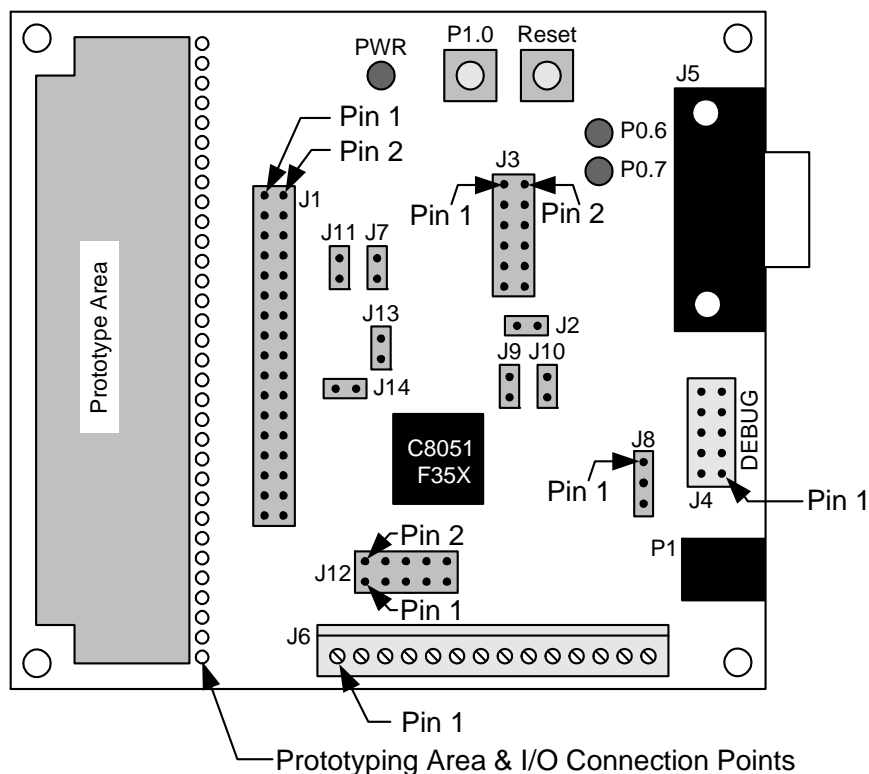 PWR
P1.0
Reset
J5
Pin 1
Pin 2
P0.6
P0.7
J3
J1
Pin 1
Pin 2
J11
J7
Prototype Area
J13
J2
J9
J10
J14
C8051
F35X
J8
DEBUG
Pin 1
J4
Pin 1
Pin 2
P1
J12
Pin 1
J6
Pin 1
Prototyping Area & I/O Connection Points